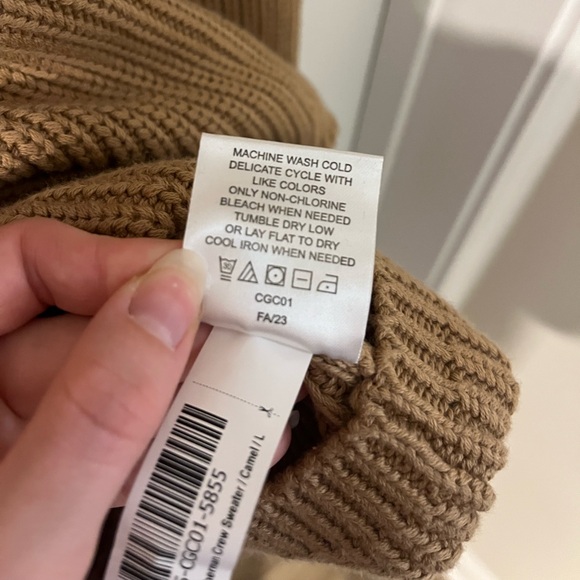 MACHINE WASH COLD
DELICATE CYCLE WITH
LIKE COLORS
ONLY NON-CHLORINE
BLEACH WHEN NEEDED
TUMBLE DRY LOW
OR LAY FLAT TO DRY
COOL IRON WHEN NEEDED
30
CGC01
FA/23
-CGC01-5855
Crew Sweater / Camel / L